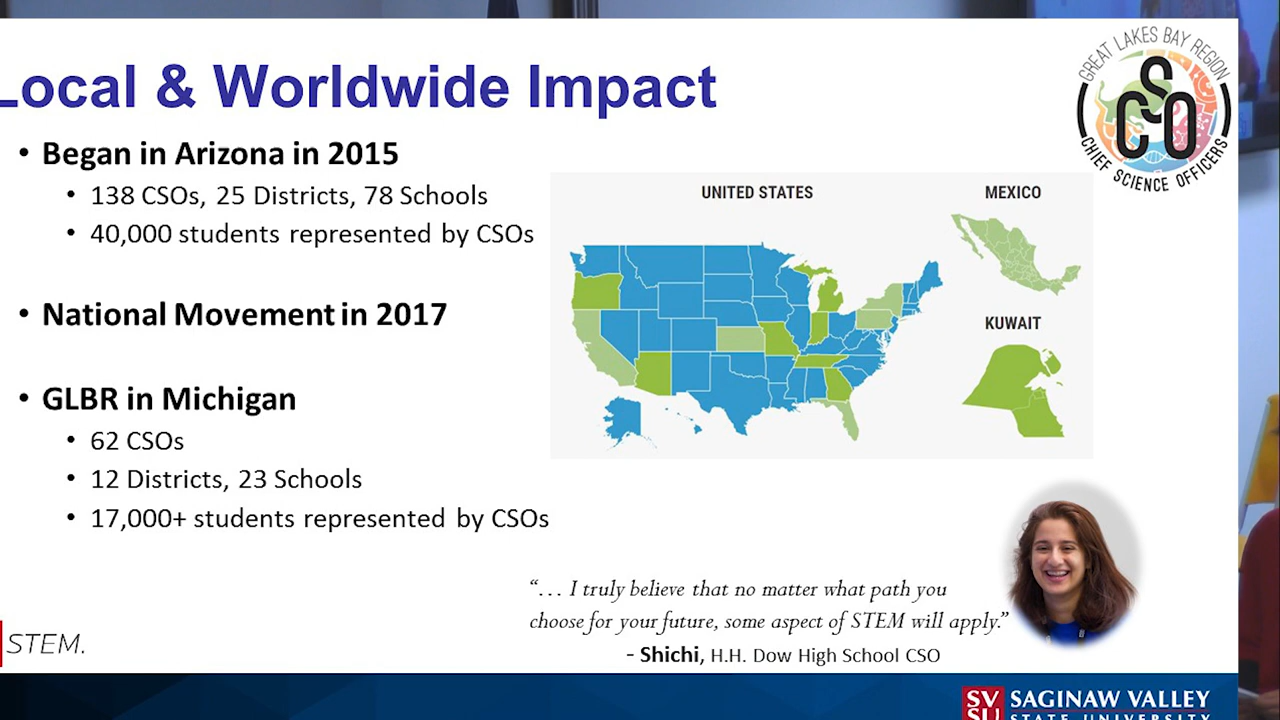 Local & Worldwide Impact
GREAT LAKES BAY REGION
CSO
CHIEF SCIENCE OFFICERS
• Began in Arizona in 2015
• 138 CSOs, 25 Districts, 78 Schools
• 40,000 students represented by CSOs
• National Movement in 2017
• GLBR in Michigan
• 62 CSOs
• 12 Districts, 23 Schools
• 17,000+ students represented by CSOs
UNITED STATES
MEXICO
KUWAIT
“… I truly believe that no matter what path you
choose for your future, some aspect of STEM will apply.”
- Shichi, H.H. Dow High School CSO
STEM.
SV
SU
SAGINAW VALLEY
STATE UNIVERSITY